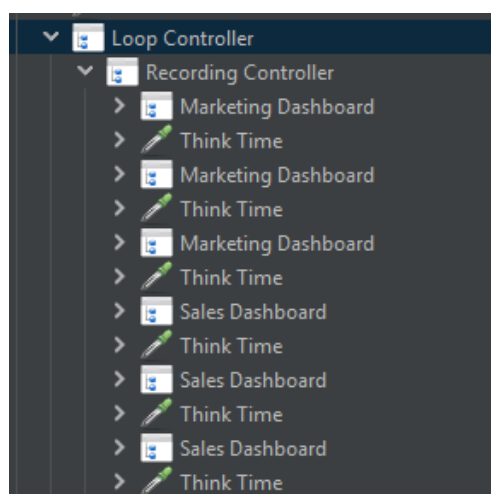 Loop Controller
Recording Controller
Marketing Dashboard
Think Time
Marketing Dashboard
Think Time
Marketing Dashboard
Think Time
Sales Dashboard
Think Time
Sales Dashboard
Think Time
Sales Dashboard
Think Time